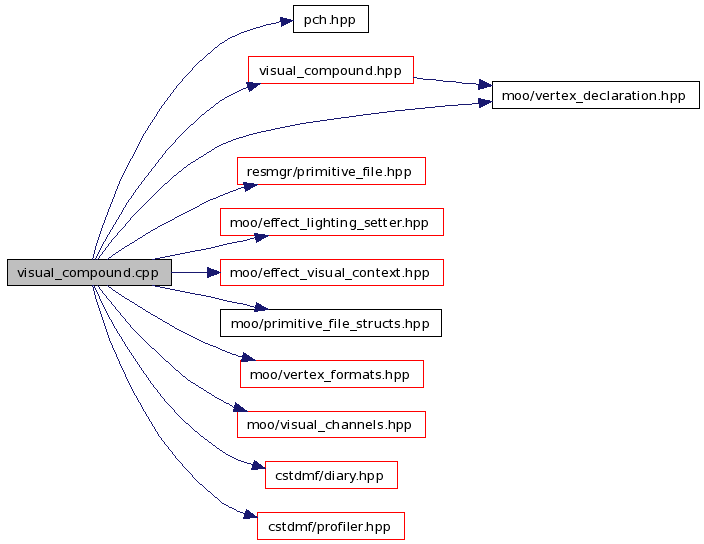 pch.hpp
visual_compound.hpp
moo/vertex_declaration.hpp
resmgr/primitive_file.hpp
moo/effect_lighting_setter.hpp
visual_compound.cpp
moo/effect_visual_context.hpp
moo/primitive_file_structs.hpp
moo/vertex_formats.hpp
moo/visual_channels.hpp
cstdmf/diary.hpp
cstdmf/profiler.hpp